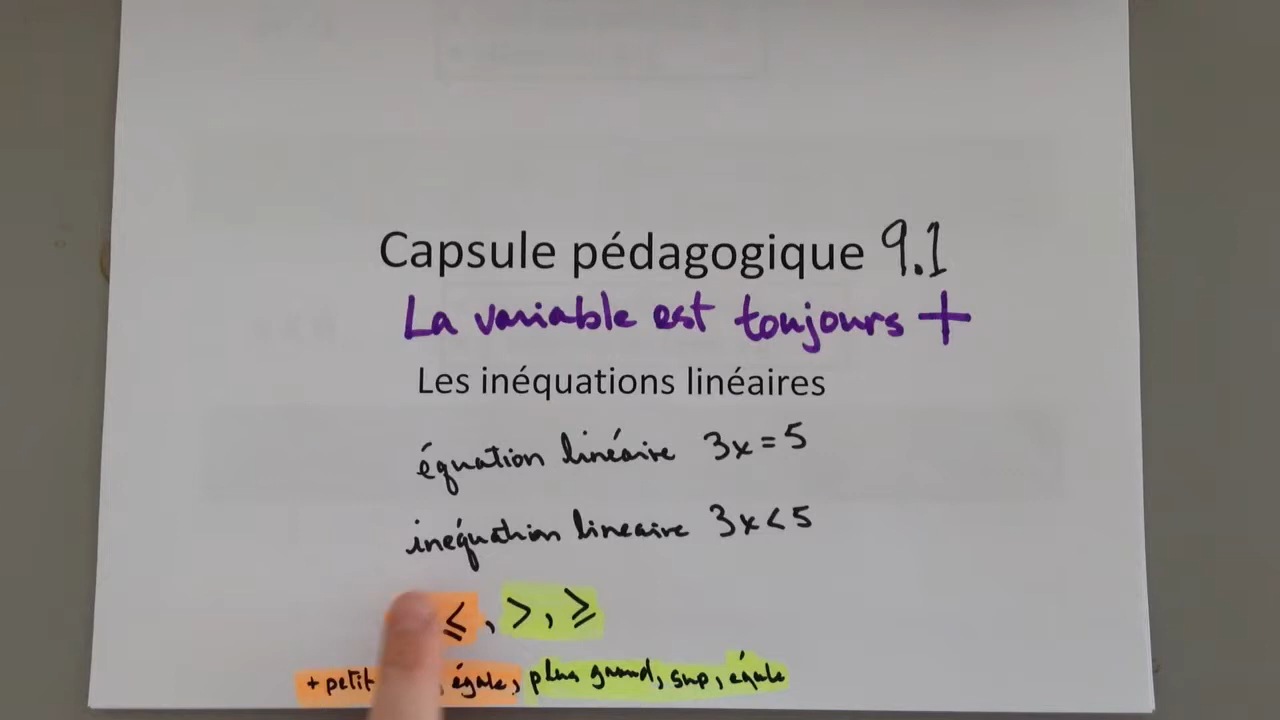 Capsule pédagogique 9.1
La variable est toujours +
Les inéquations linéaires
équation linéaire 3x=5
inéquation lineaire 3x<5
≤, >, ≥
+ petit , égale, plus grand, sup, égale